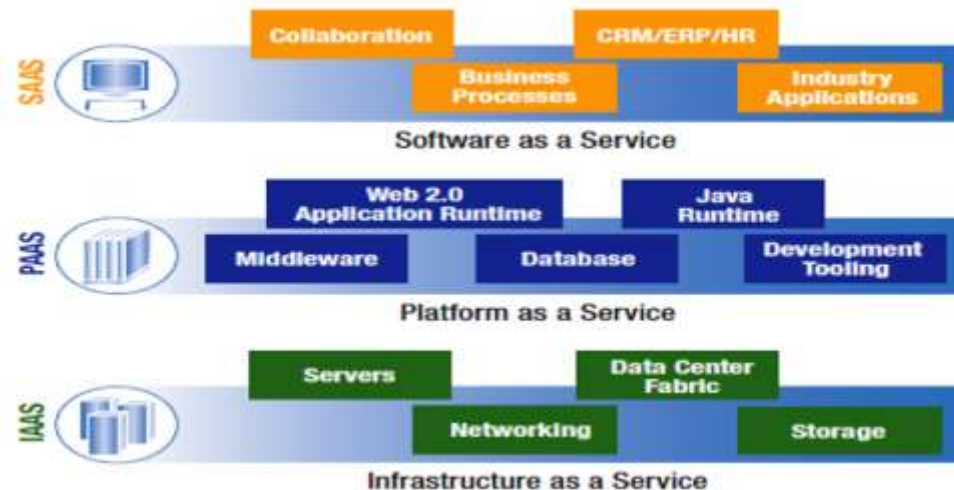 SAAS
Collaboration
CRM/ERP/HR
Business
Processes
Industry
Applications
Software as a Service
PAAS
Web 2.0
Application Runtime
Java
Runtime
Middleware
Database
Development
Tooling
Platform as a Service
IAAS
Servers
Data Center
Fabric
Networking
Storage
Infrastructure as a Service